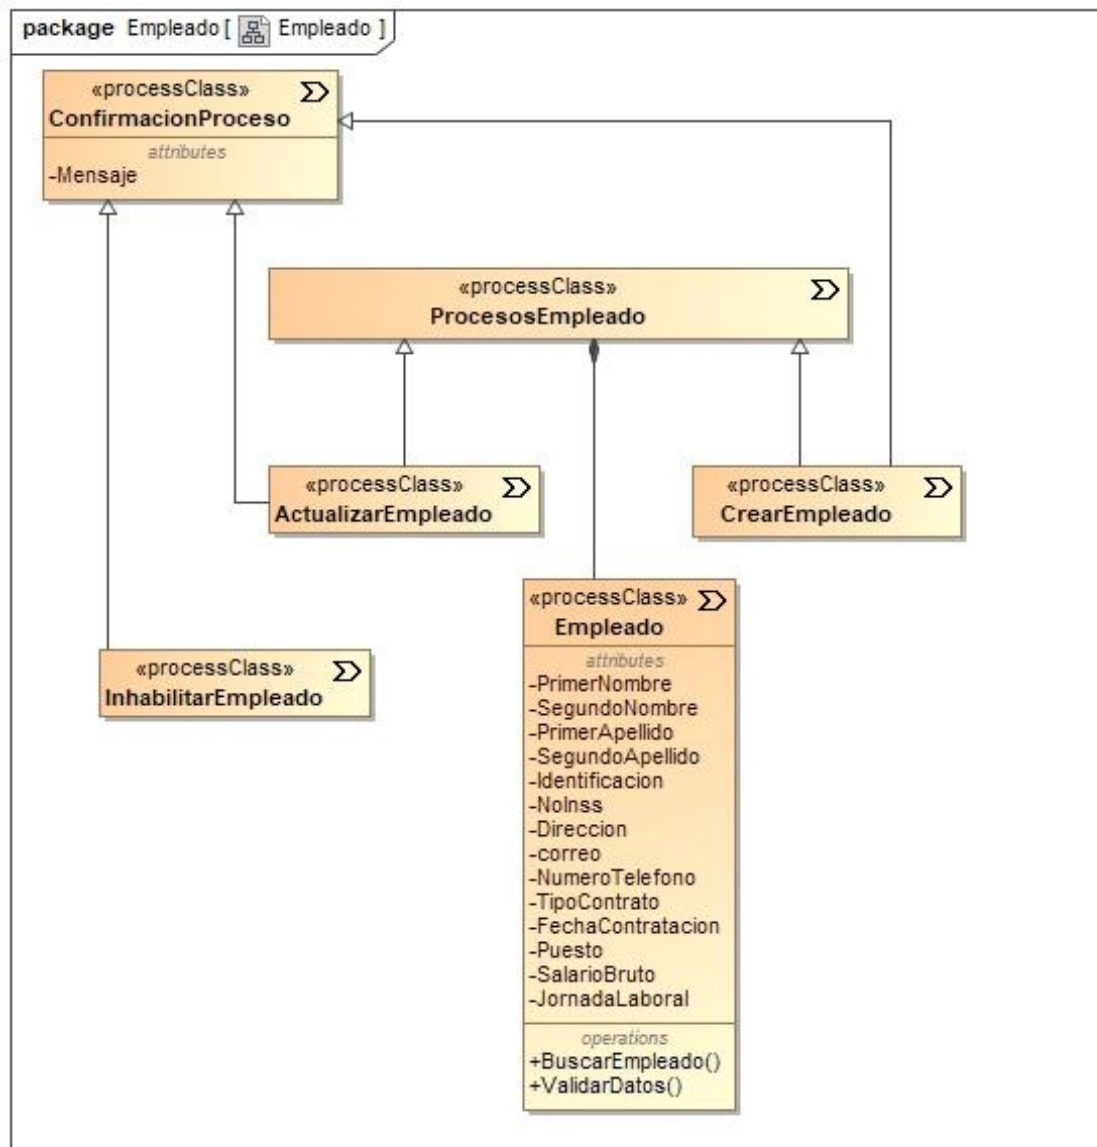 package Empleado [ Empleado ]
«processClass»
ConfirmacionProceso
attributes
-Mensaje
«processClass»
ProcesosEmpleado
«processClass»
ActualizarEmpleado
«processClass»
CrearEmpleado
«processClass»
Empleado
attributes
-PrimerNombre
-SegundoNombre
-PrimerApellido
-SegundoApellido
-Identificacion
-NoInss
-Direccion
-correo
-NumeroTelefono
-TipoContrato
-FechaContratacion
-Puesto
-SalarioBruto
-JornadaLaboral
operations
+BuscarEmpleado()
+ValidarDatos()
«processClass»
InhabilitarEmpleado